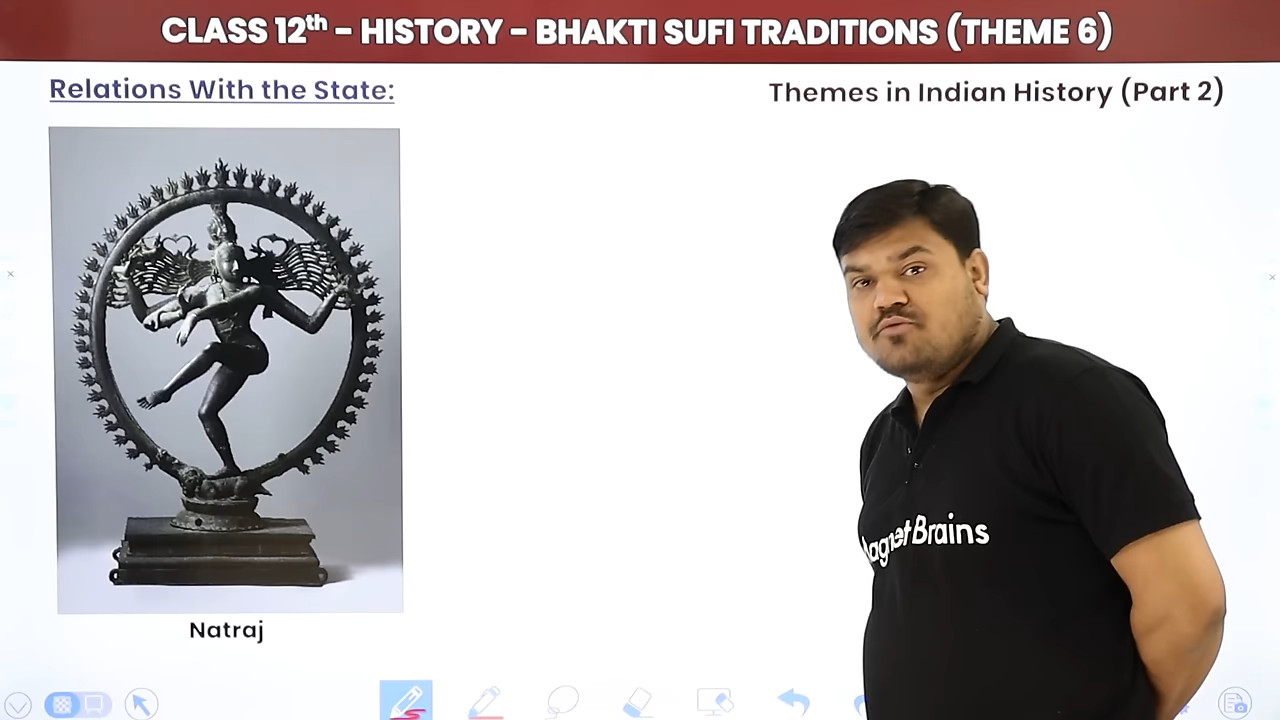 CLASS 12th – HISTORY – BHAKTI SUFI TRADITIONS (THEME 6)
Relations With the State:
Themes in Indian History (Part 2)
Natraj
Brains